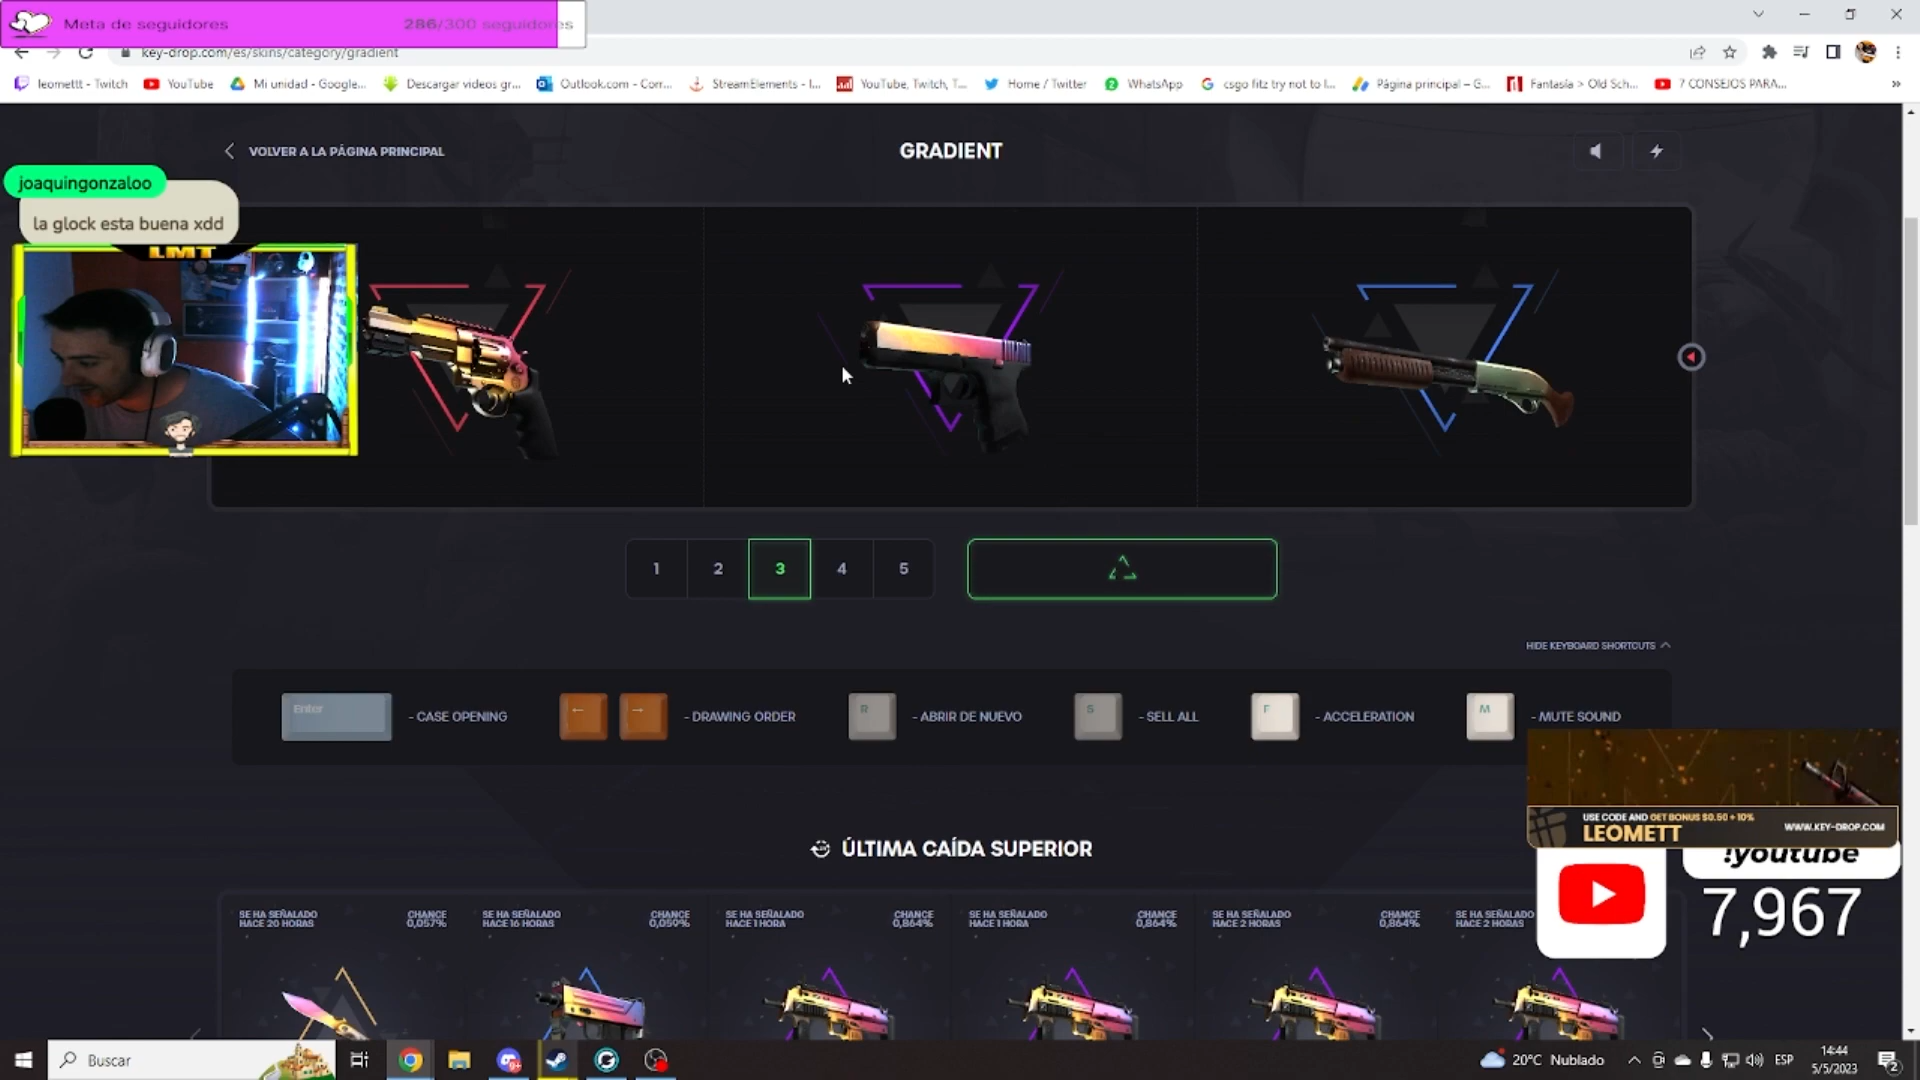 Meta de seguidores 286/300 seguidores
key-drop.com/es/skins/category/gradient
leomettt - Twitch YouTube Mi unidad - Google... Descargar videos gr... Outlook.com - Corr... StreamElements - I... YouTube, Twitch, T... Home / Twitter WhatsApp csgo fitz try not to l... Página principal – G... Fantasía > Old Sch... 7 CONSEJOS PARA... »
VOLVER A LA PÁGINA PRINCIPAL
GRADIENT
joaquingonzaloo
la glock esta buena xdd
LMT
1 2 3 4 5
HIDE KEYBOARD SHORTCUTS
Enter - CASE OPENING ← → - DRAWING ORDER R - ABRIR DE NUEVO S - SELL ALL F - ACCELERATION M - MUTE SOUND
USE CODE AND GET BONUS $0.50 + 10%
LEOMETT WWW.KEY-DROP.COM
!youtube
7,967
ÚLTIMA CAÍDA SUPERIOR
SE HA SEÑALADO HACE 20 HORAS CHANCE 0,057%
SE HA SEÑALADO HACE 16 HORAS CHANCE 0,059%
SE HA SEÑALADO HACE 1 HORA CHANCE 0,864%
SE HA SEÑALADO HACE 1 HORA CHANCE 0,864%
SE HA SEÑALADO HACE 2 HORAS CHANCE 0,864%
SE HA SEÑALADO HACE 2 HORAS
Buscar
20°C Nublado ESP 14:44
5/5/2023 2